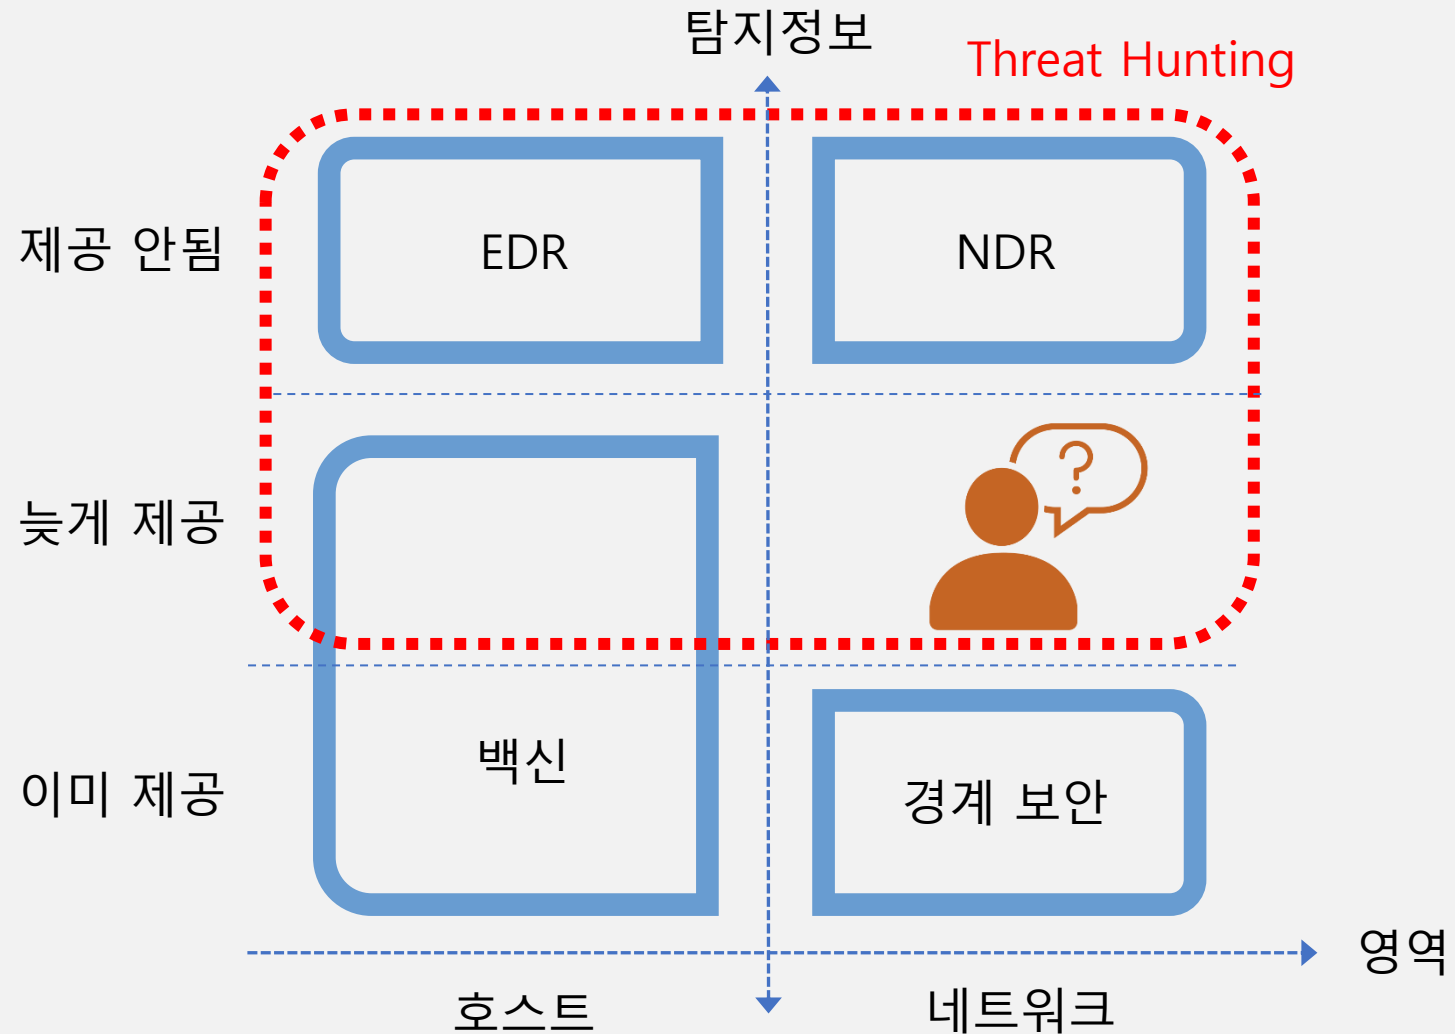 탐지정보
Threat Hunting
제공 안됨
EDR
NDR
늦게 제공
?
이미 제공
백신
경계 보안
영역
호스트
네트워크